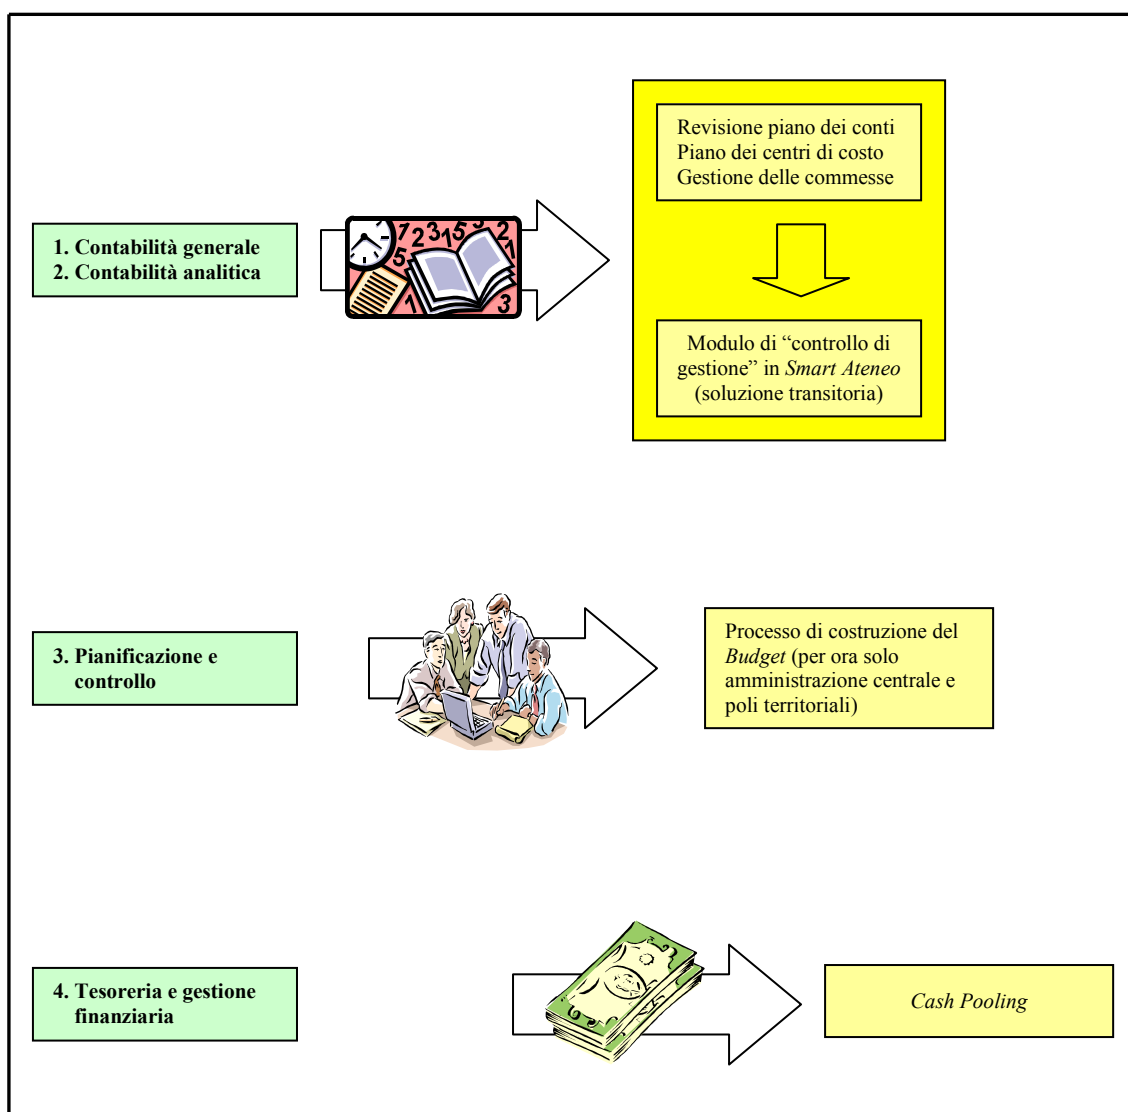 Revisione piano dei conti
Piano dei centri di costo
Gestione delle commesse
1. Contabilità generale
2. Contabilità analitica
Modulo di “controllo di
gestione” in Smart Ateneo
(soluzione transitoria)
3. Pianificazione e
controllo
Processo di costruzione del
Budget (per ora solo
amministrazione centrale e
poli territoriali)
4. Tesoreria e gestione
finanziaria
Cash Pooling